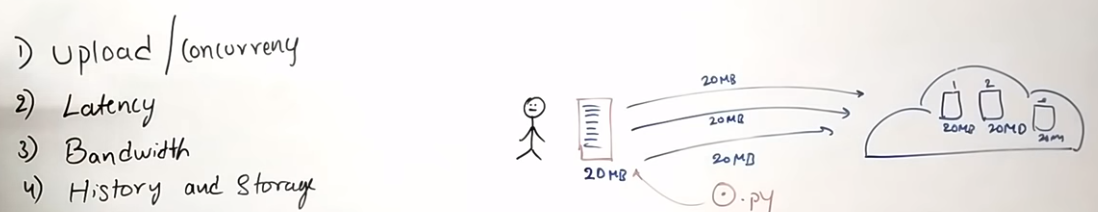 1) Upload / Concurreny
2) Latency
3) Bandwidth
4) History and Storage
20MB
20MB
20MB
20MB
.py
1
2
20MB
20MB